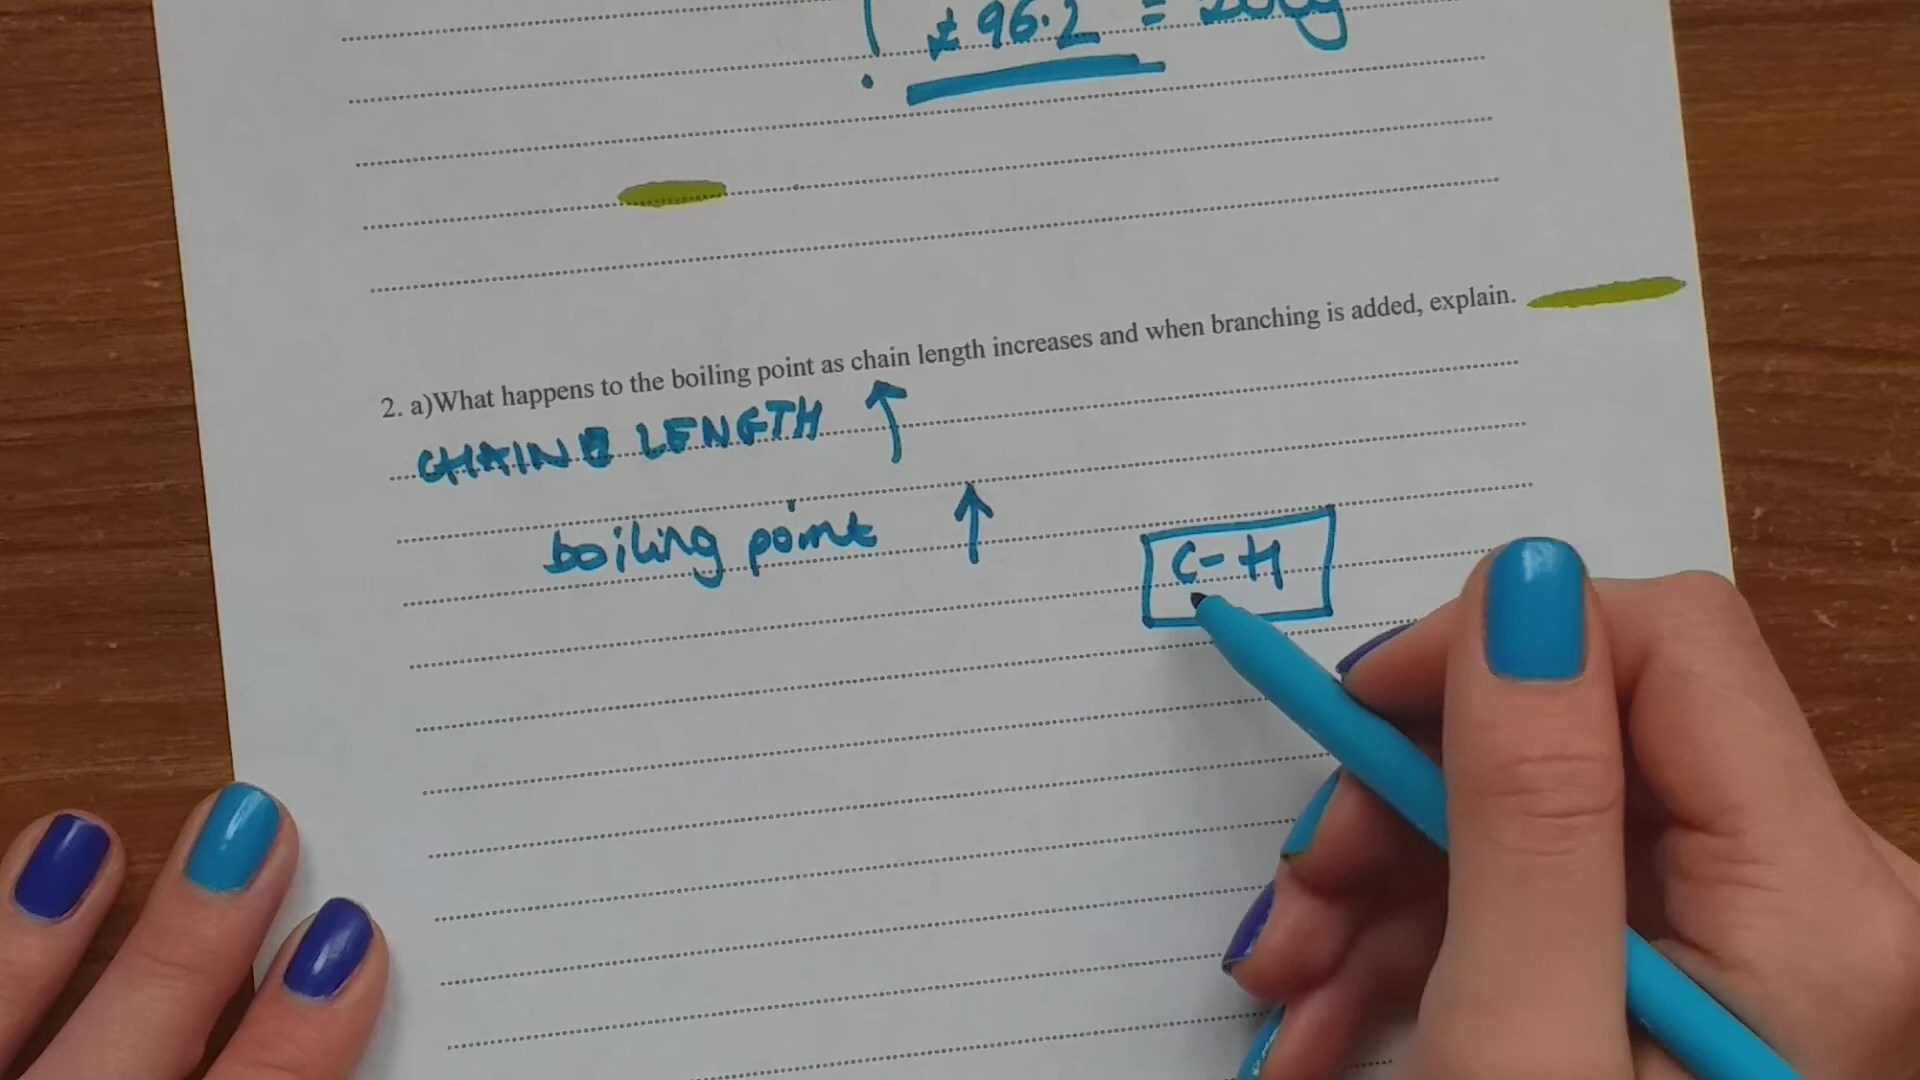 £96.2 =
2. a)What happens to the boiling point as chain length increases and when branching is added, explain.
CHAIN LENGTH ↑
boiling point ↑
C-H